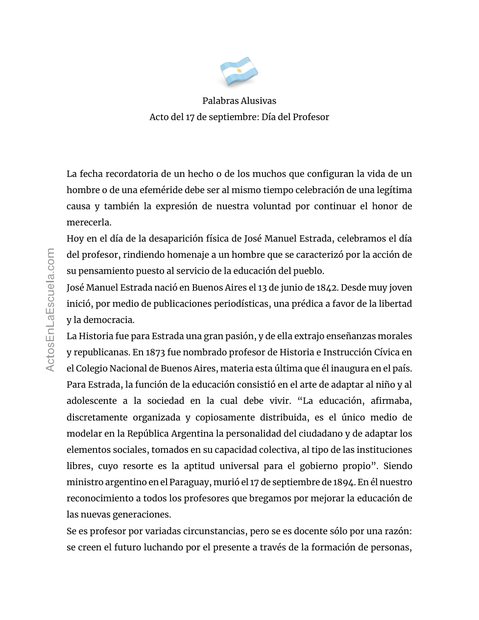 Palabras Alusivas
Acto del 17 de septiembre: Día del Profesor
La fecha recordatoria de un hecho o de los muchos que configuran la vida de un
hombre o de una efeméride debe ser al mismo tiempo celebración de una legítima
causa y también la expresión de nuestra voluntad por continuar el honor de
merecerla.
Hoy en el día de la desaparición física de José Manuel Estrada, celebramos el día
del profesor, rindiendo homenaje a un hombre que se caracterizó por la acción de
su pensamiento puesto al servicio de la educación del pueblo.
José Manuel Estrada nació en Buenos Aires el 13 de junio de 1842. Desde muy joven
inició, por medio de publicaciones periodísticas, una prédica a favor de la libertad
y la democracia.
La Historia fue para Estrada una gran pasión, y de ella extrajo enseñanzas morales
y republicanas. En 1873 fue nombrado profesor de Historia e Instrucción Cívica en
el Colegio Nacional de Buenos Aires, materia esta última que él inaugura en el país.
Para Estrada, la función de la educación consistió en el arte de adaptar al niño y al
adolescente a la sociedad en la cual debe vivir. “La educación, afirmaba,
discretamente organizada y copiosamente distribuida, es el único medio de
modelar en la República Argentina la personalidad del ciudadano y de adaptar los
elementos sociales, tomados en su capacidad colectiva, al tipo de las instituciones
libres, cuyo resorte es la aptitud universal para el gobierno propio”. Siendo
ministro argentino en el Paraguay, murió el 17 de septiembre de 1894. En él nuestro
reconocimiento a todos los profesores que bregamos por mejorar la educación de
las nuevas generaciones.
Se es profesor por variadas circunstancias, pero se es docente sólo por una razón:
se creen el futuro luchando por el presente a través de la formación de personas,
ActosEnLaEscuela.com